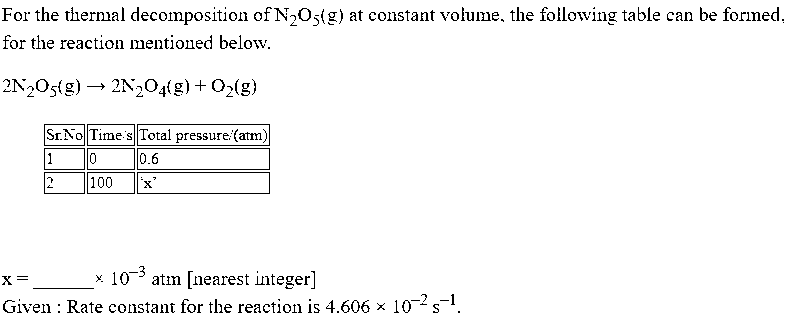 For the thermal decomposition of N₂O₅(g) at constant volume, the following table can be formed,
for the reaction mentioned below.
2N₂O₅(g) → 2N₂O₄(g) + O₂(g)
Sr.No Time/s Total pressure/(atm)
1 0 0.6
2 100 'x'
x = ______ × 10⁻³ atm [nearest integer]
Given : Rate constant for the reaction is 4.606 × 10⁻² s⁻¹.